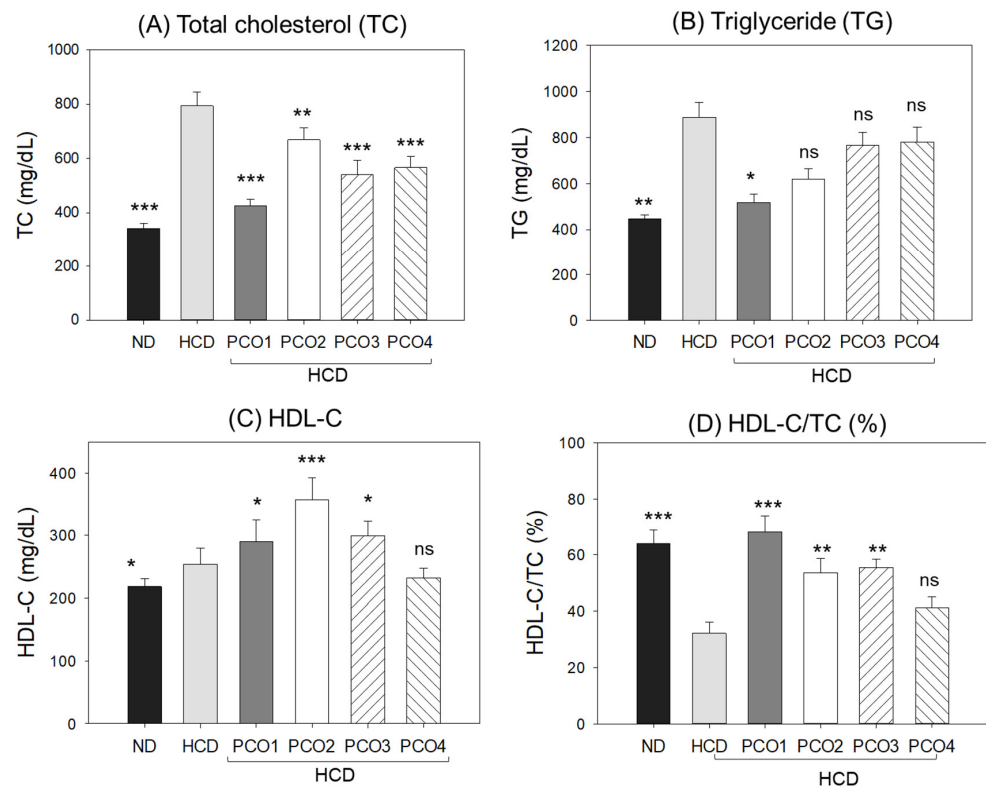 (A) Total cholesterol (TC)
1000
800
600
400
200
0
TC (mg/dL)
***
***
**
***
***
ND HCD PCO1 PCO2 PCO3 PCO4
HCD
(B) Triglyceride (TG)
1200
1000
800
600
400
200
0
TG (mg/dL)
**
*
ns
ns
ns
ND HCD PCO1 PCO2 PCO3 PCO4
HCD
(C) HDL-C
400
300
200
100
0
HDL-C (mg/dL)
*
*
***
*
ns
ND HCD PCO1 PCO2 PCO3 PCO4
HCD
(D) HDL-C/TC (%)
100
80
60
40
20
0
HDL-C/TC (%)
***
***
**
**
ns
ND HCD PCO1 PCO2 PCO3 PCO4
HCD